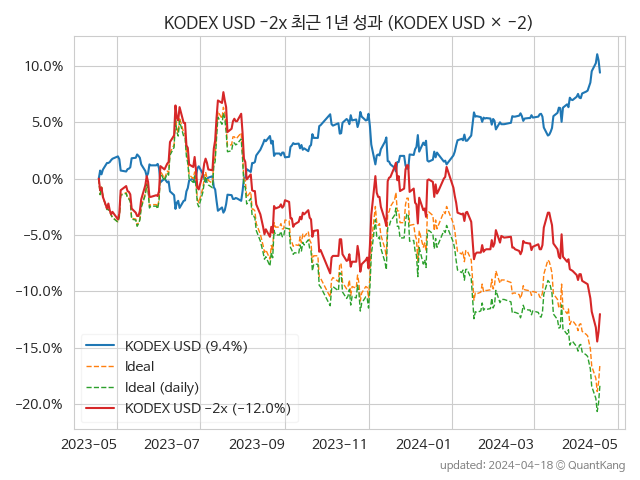 KODEX USD −2x 최근 1년 성과 (KODEX USD × −2)
10.0%
5.0%
0.0%
−5.0%
−10.0%
−15.0%
−20.0%
KODEX USD (9.4%)
Ideal
Ideal (daily)
KODEX USD −2x (−12.0%)
2023-05 2023-07 2023-09 2023-11 2024-01 2024-03 2024-05
updated: 2024-04-18 © QuantKang